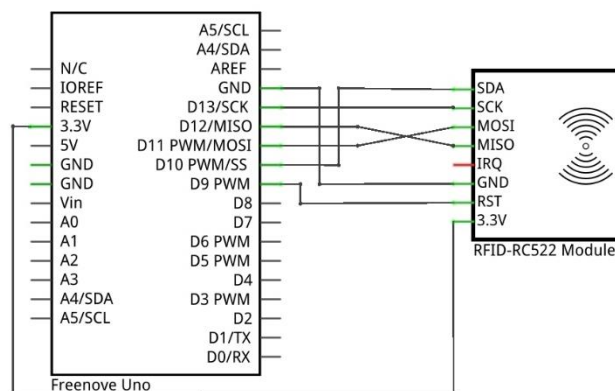 A5/SCL
A4/SDA
AREF
GND
D13/SCK
D12/MISO
D11 PWM/MOSI
D10 PWM/SS
D9 PWM
D8
D7
D6 PWM
D5 PWM
D4
D3 PWM
D2
D1/TX
D0/RX
N/C
IOREF
RESET
3.3V
5V
GND
GND
Vin
A0
A1
A2
A3
A4/SDA
A5/SCL
Freenove Uno
SDA
SCK
MOSI
MISO
IRQ
GND
RST
3.3V
RFID-RC522 Module